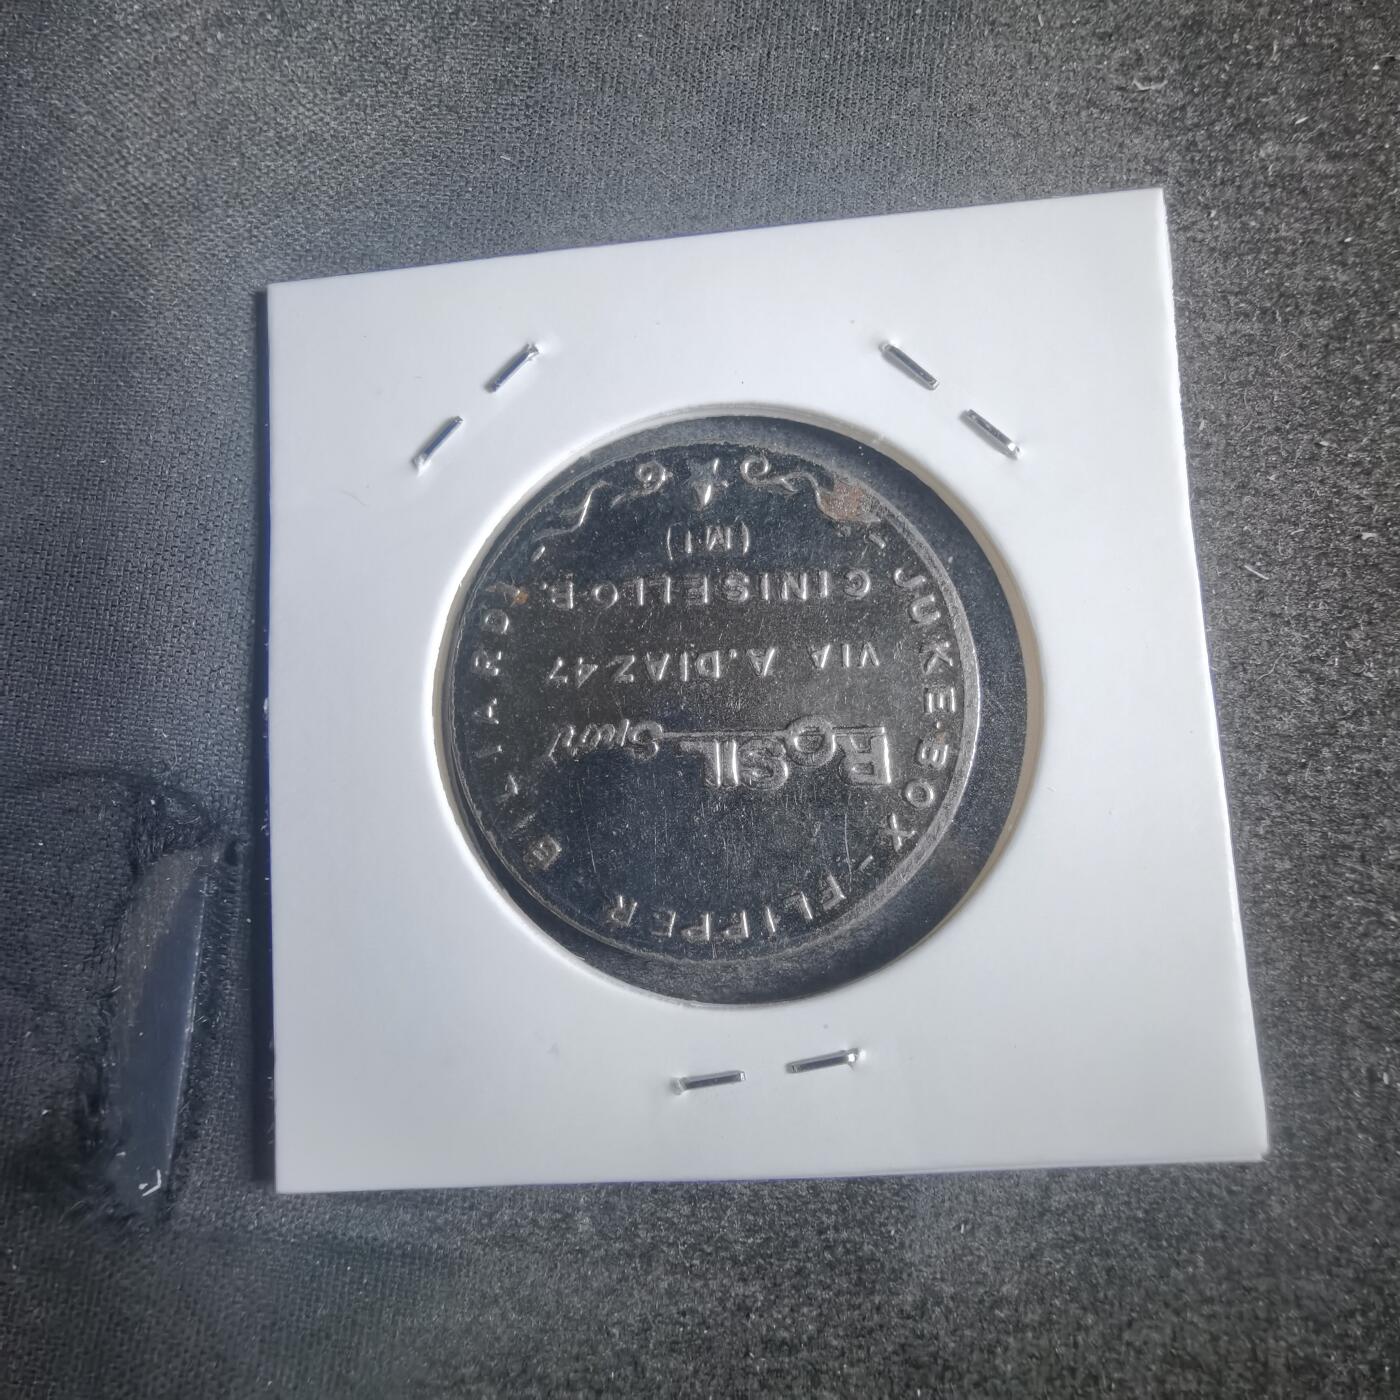 JUKE-BOX - FLIPPER BILIARDI
ROSIL Sport
VIA A. DIAZ 47
CINISELLO B.
(MI)